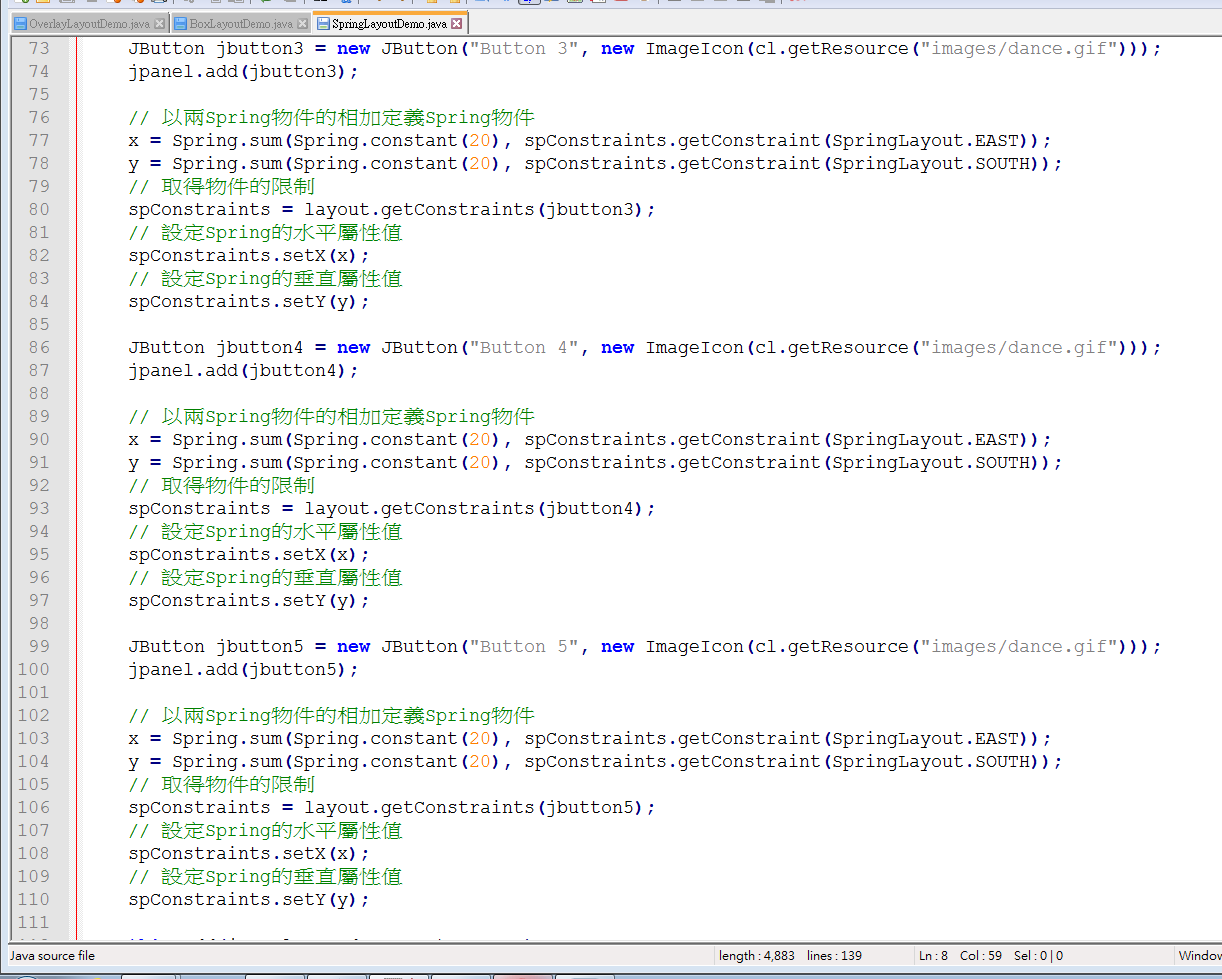 OverlayLayoutDemo.java BoxLayoutDemo.java SpringLayoutDemo.java
73 JButton jbutton3 = new JButton("Button 3", new ImageIcon(cl.getResource("images/dance.gif")));
74 jpanel.add(jbutton3);
75
76 // 以兩Spring物件的相加定義Spring物件
77 x = Spring.sum(Spring.constant(20), spConstraints.getConstraint(SpringLayout.EAST));
78 y = Spring.sum(Spring.constant(20), spConstraints.getConstraint(SpringLayout.SOUTH));
79 // 取得物件的限制
80 spConstraints = layout.getConstraints(jbutton3);
81 // 設定Spring的水平屬性值
82 spConstraints.setX(x);
83 // 設定Spring的垂直屬性值
84 spConstraints.setY(y);
85
86 JButton jbutton4 = new JButton("Button 4", new ImageIcon(cl.getResource("images/dance.gif")));
87 jpanel.add(jbutton4);
88
89 // 以兩Spring物件的相加定義Spring物件
90 x = Spring.sum(Spring.constant(20), spConstraints.getConstraint(SpringLayout.EAST));
91 y = Spring.sum(Spring.constant(20), spConstraints.getConstraint(SpringLayout.SOUTH));
92 // 取得物件的限制
93 spConstraints = layout.getConstraints(jbutton4);
94 // 設定Spring的水平屬性值
95 spConstraints.setX(x);
96 // 設定Spring的垂直屬性值
97 spConstraints.setY(y);
98
99 JButton jbutton5 = new JButton("Button 5", new ImageIcon(cl.getResource("images/dance.gif")));
100 jpanel.add(jbutton5);
101
102 // 以兩Spring物件的相加定義Spring物件
103 x = Spring.sum(Spring.constant(20), spConstraints.getConstraint(SpringLayout.EAST));
104 y = Spring.sum(Spring.constant(20), spConstraints.getConstraint(SpringLayout.SOUTH));
105 // 取得物件的限制
106 spConstraints = layout.getConstraints(jbutton5);
107 // 設定Spring的水平屬性值
108 spConstraints.setX(x);
109 // 設定Spring的垂直屬性值
110 spConstraints.setY(y);
111
Java source file length : 4,883 lines : 139 Ln : 8 Col : 59 Sel : 0 | 0 Windov